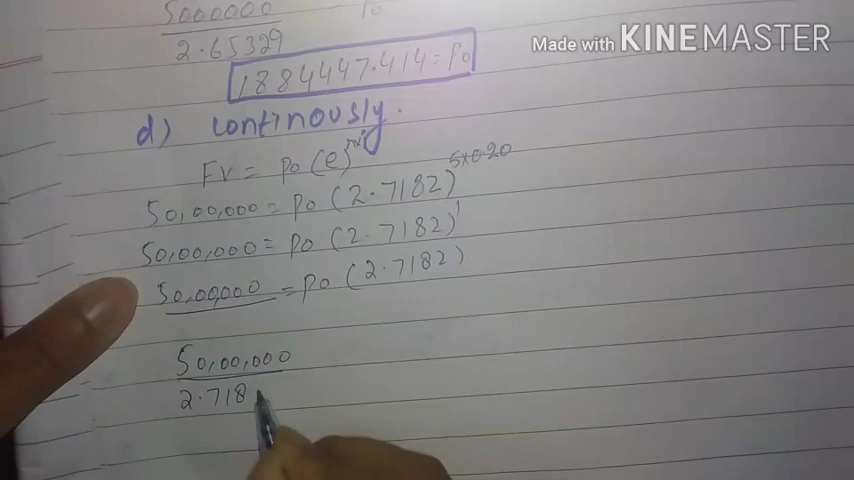 5000000
Po
2.65329
Made with KINEMASTER
1884447.414 = Po
d) continously.
FV = Po (e)
50,00,000 = Po (2.7182) 5x0.20
50,00,000 = Po (2.7182) 1
50,00,000 = Po (2.7182)
50,00,000
2.718